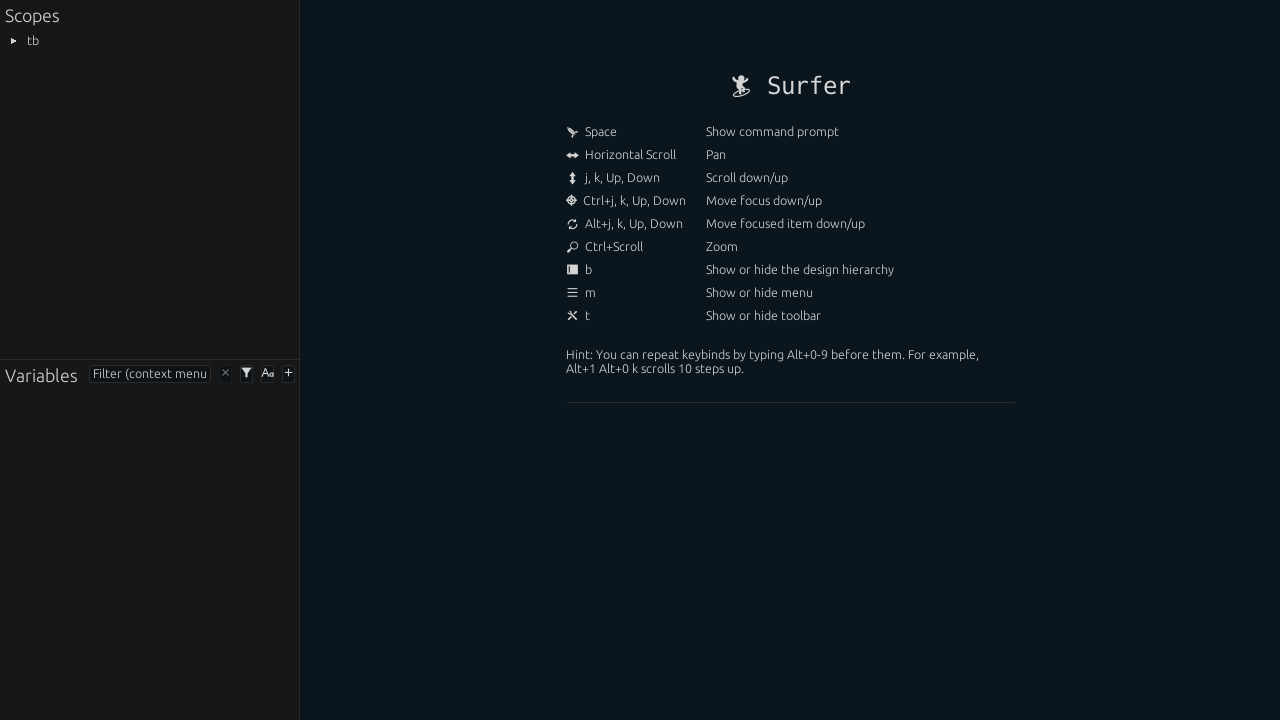 Scopes
tb
Variables
Filter (context menu
Aa
+
Surfer
Space Show command prompt
Horizontal Scroll Pan
j, k, Up, Down Scroll down/up
Ctrl+j, k, Up, Down Move focus down/up
Alt+j, k, Up, Down Move focused item down/up
Ctrl+Scroll Zoom
b Show or hide the design hierarchy
m Show or hide menu
t Show or hide toolbar
Hint: You can repeat keybinds by typing Alt+0-9 before them. For example,
Alt+1 Alt+0 k scrolls 10 steps up.